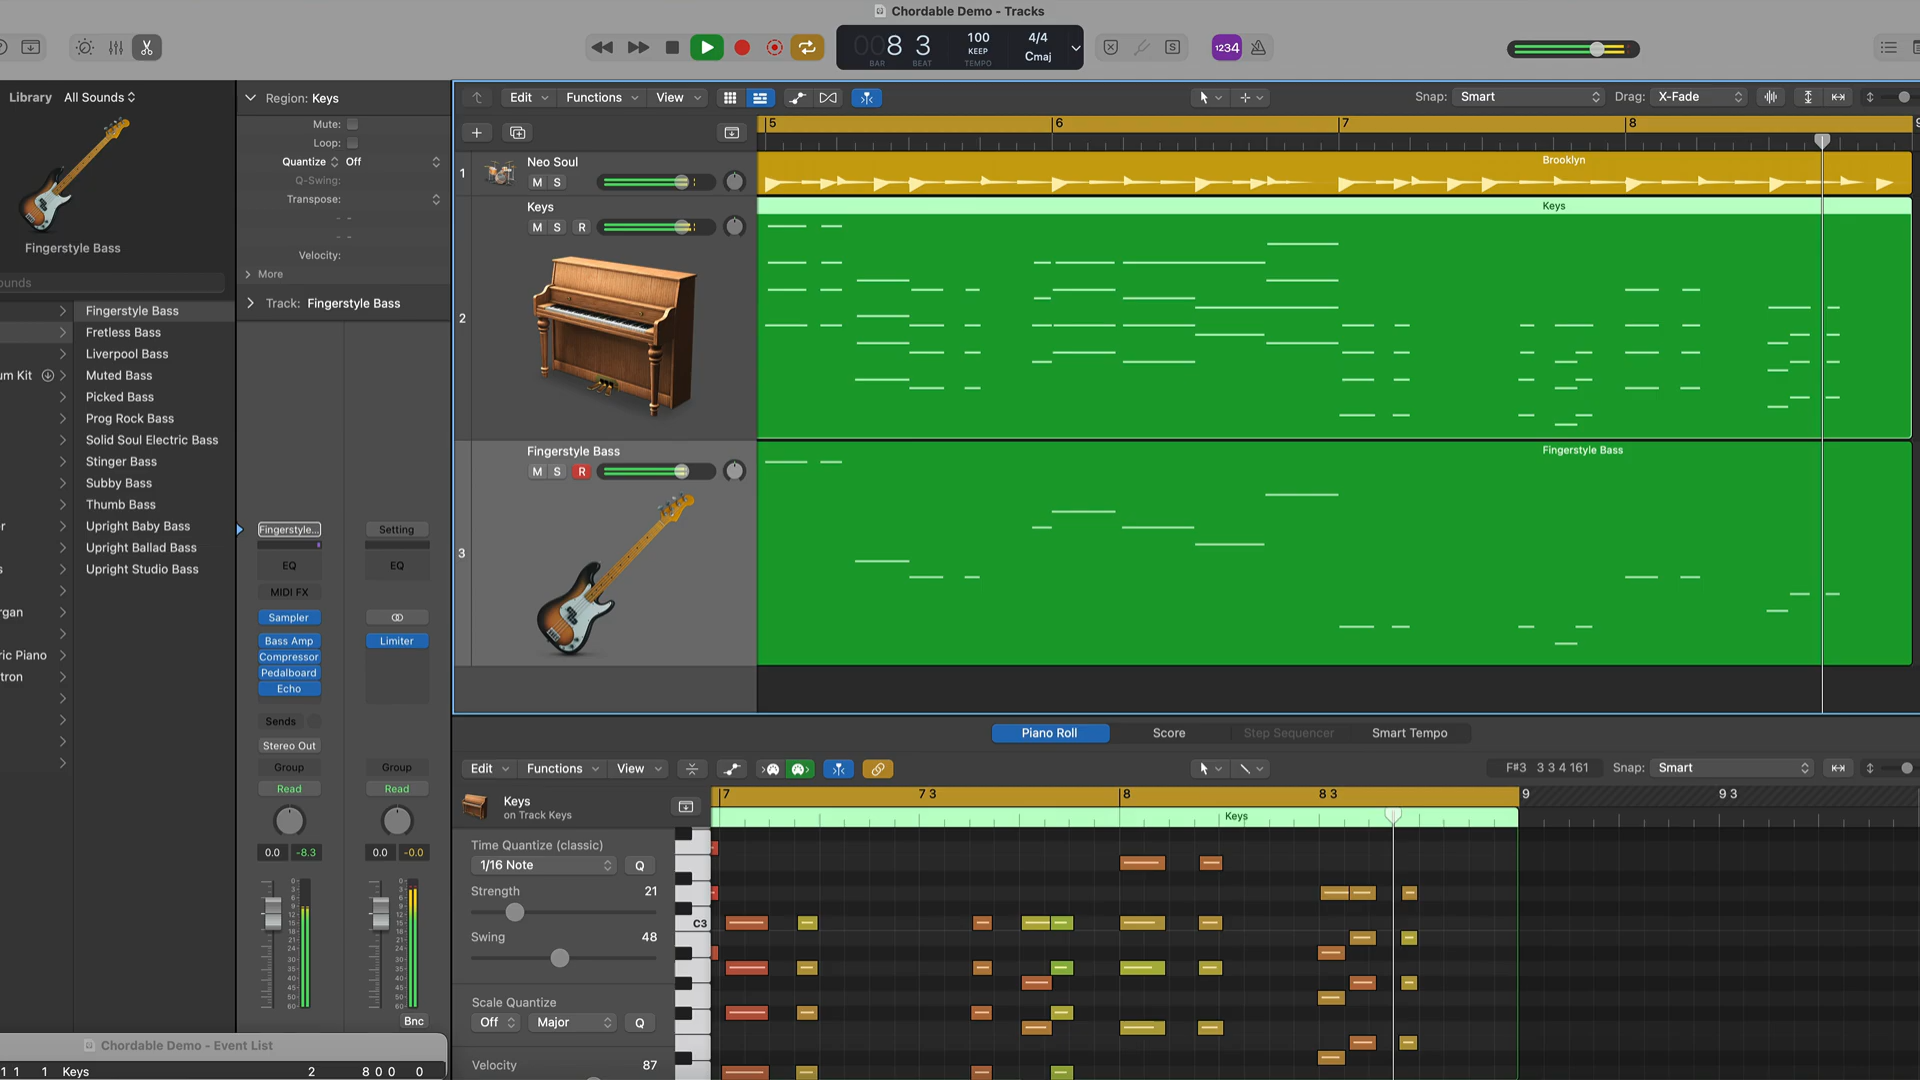 Chordable Demo - Tracks
8 3
BAR BEAT
100
KEEP
TEMPO
4/4
Cmaj
S
1234
Library All Sounds
Fingerstyle Bass
ounds
Fingerstyle Bass
Fretless Bass
Liverpool Bass
um Kit
Muted Bass
Picked Bass
Prog Rock Bass
Solid Soul Electric Bass
Stinger Bass
Subby Bass
Thumb Bass
r
Upright Baby Bass
Upright Ballad Bass
s
Upright Studio Bass
rgan
ric Piano
tron
Region: Keys
Mute:
Loop:
Quantize Off
Q-Swing:
Transpose:
- -
- -
Velocity:
More
Track: Fingerstyle Bass
Fingerstyle... Setting
EQ EQ
MIDI FX
Sampler
Bass Amp Limiter
Compressor
Pedalboard
Echo
Sends
Stereo Out
Group Group
Read Read
0.0 -8.3 0.0 -0.0
Bnc
Edit Functions View
Snap: Smart
Drag: X-Fade
5 6 7 8 9
1 Neo Soul
M S
Brooklyn
Keys
M S R
2
Keys
Fingerstyle Bass
M S R
3
Fingerstyle Bass
Piano Roll Score Step Sequencer Smart Tempo
Edit Functions View
F#3 3 3 4 161
Snap: Smart
7 7 3 8 8 3 9 9 3
Keys
on Track Keys
Keys
Time Quantize (classic)
1/16 Note Q
Strength 21
Swing 48
Scale Quantize
Off Major Q
Velocity 87
C3
Chordable Demo - Event List
1 1 1 Keys 2 8 0 0 0